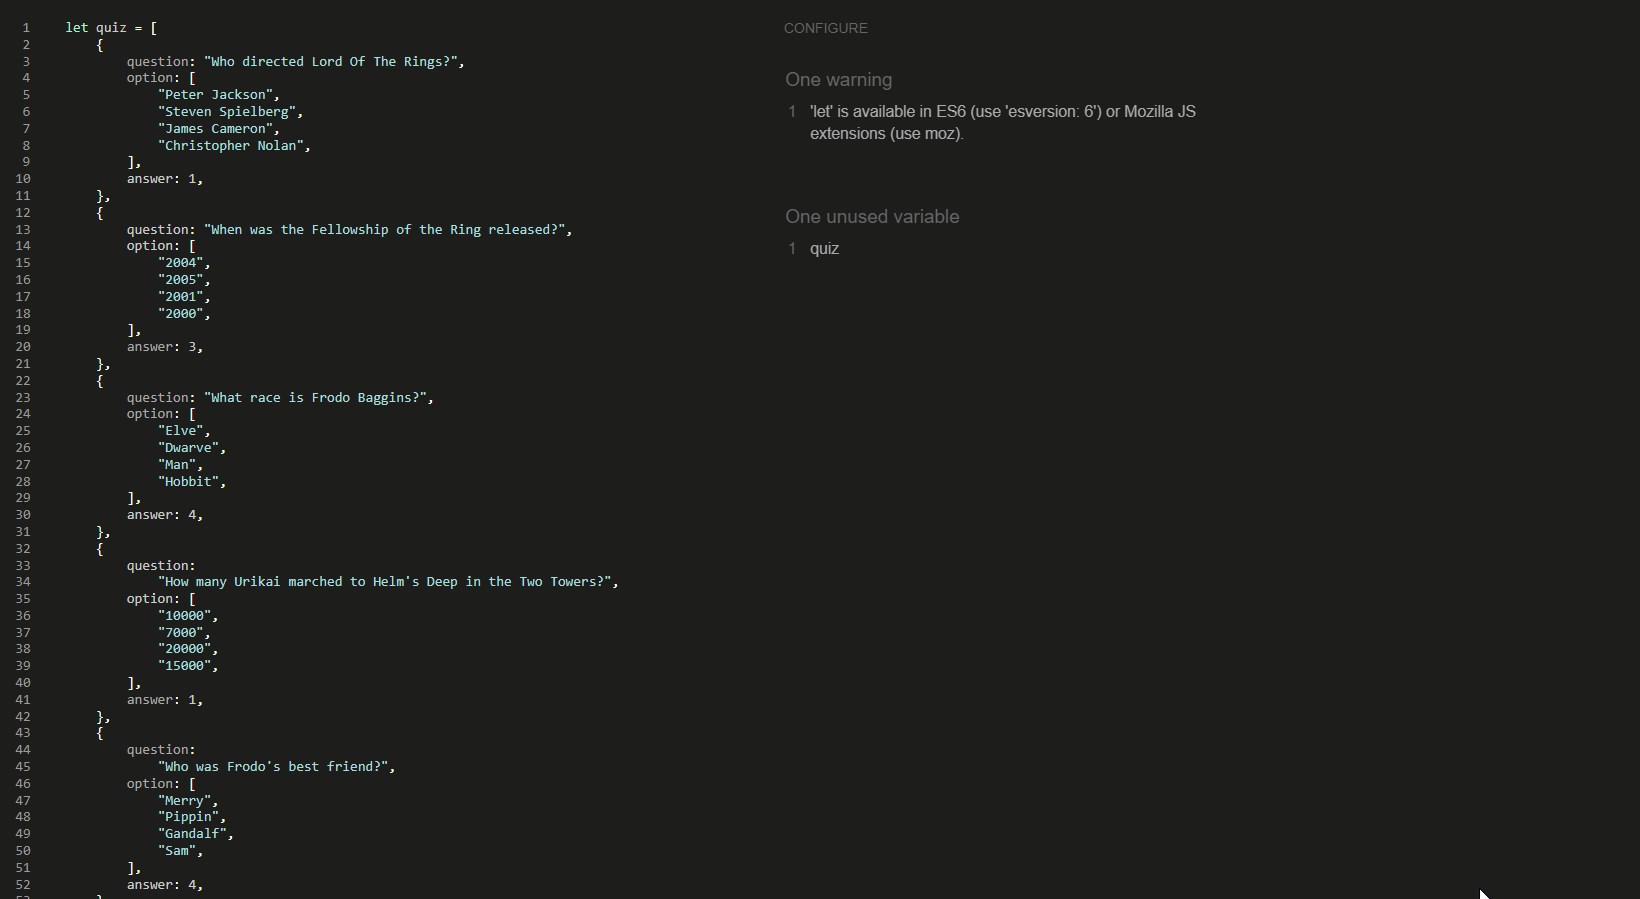 1 let quiz = [
2 {
3 question: "Who directed Lord Of The Rings?",
4 option: [
5 "Peter Jackson",
6 "Steven Spielberg",
7 "James Cameron",
8 "Christopher Nolan",
9 ],
10 answer: 1,
11 },
12 {
13 question: "When was the Fellowship of the Ring released?",
14 option: [
15 "2004",
16 "2005",
17 "2001",
18 "2000",
19 ],
20 answer: 3,
21 },
22 {
23 question: "What race is Frodo Baggins?",
24 option: [
25 "Elve",
26 "Dwarve",
27 "Man",
28 "Hobbit",
29 ],
30 answer: 4,
31 },
32 {
33 question:
34 "How many Urikai marched to Helm's Deep in the Two Towers?",
35 option: [
36 "10000",
37 "7000",
38 "20000",
39 "15000",
40 ],
41 answer: 1,
42 },
43 {
44 question:
45 "Who was Frodo's best friend?",
46 option: [
47 "Merry",
48 "Pippin",
49 "Gandalf",
50 "Sam",
51 ],
52 answer: 4,
CONFIGURE
One warning
1 'let' is available in ES6 (use 'esversion: 6') or Mozilla JS
extensions (use moz).
One unused variable
1 quiz